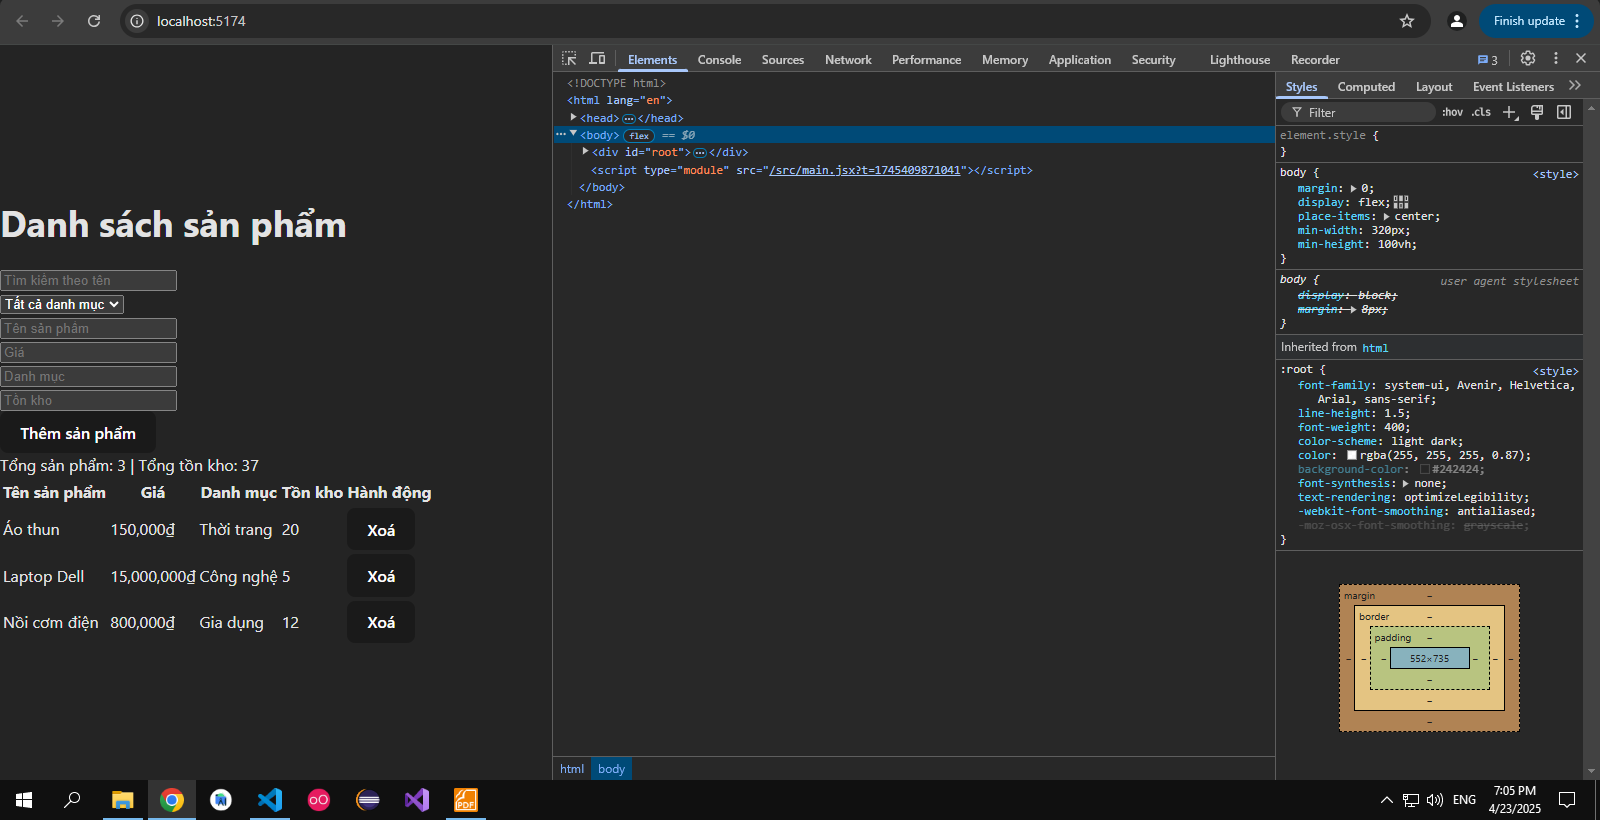 localhost:5174
Finish update
Danh sách sản phẩm
Tìm kiếm theo tên
Tất cả danh mục
Tên sản phẩm
Giá
Danh mục
Tồn kho
Thêm sản phẩm
Tổng sản phẩm: 3 | Tổng tồn kho: 37
Tên sản phẩm Giá Danh mục Tồn kho Hành động
Áo thun 150,000₫ Thời trang 20 Xoá
Laptop Dell 15,000,000₫ Công nghệ 5 Xoá
Nồi cơm điện 800,000₫ Gia dụng 12 Xoá
Elements Console Sources Network Performance Memory Application Security Lighthouse Recorder 3
<!DOCTYPE html>
<html lang="en">
<head> ••• </head>
••• <body> flex == $0
<div id="root"> ••• </div>
<script type="module" src="/src/main.jsx?t=1745409871041"></script>
</body>
</html>
html body
Styles Computed Layout Event Listeners
Filter :hov .cls
element.style {
}
body { <style>
margin: 0;
display: flex;
place-items: center;
min-width: 320px;
min-height: 100vh;
}
body { user agent stylesheet
display: block;
margin: 8px;
}
Inherited from html
:root { <style>
font-family: system-ui, Avenir, Helvetica,
Arial, sans-serif;
line-height: 1.5;
font-weight: 400;
color-scheme: light dark;
color: rgba(255, 255, 255, 0.87);
background-color: #242424;
font-synthesis: none;
text-rendering: optimizeLegibility;
-webkit-font-smoothing: antialiased;
-moz-osx-font-smoothing: grayscale;
}
margin –
border –
padding –
– – – 552×735 – – –
–
–
–
PDF
ENG
7:05 PM
4/23/2025